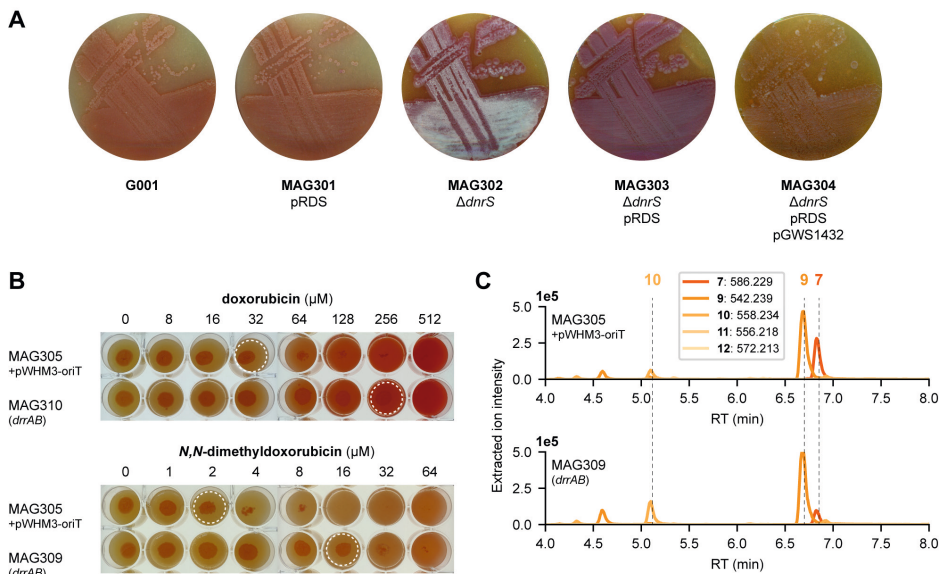 A
G001
MAG301
pRDS
MAG302
ΔdnrS
MAG303
ΔdnrS
pRDS
MAG304
ΔdnrS
pRDS
pGWS1432
B
doxorubicin (μM)
0 8 16 32 64 128 256 512
MAG305
+pWHM3-oriT
MAG310
(drrAB)
N,N-dimethyldoxorubicin (μM)
0 1 2 4 8 16 32 64
MAG305
+pWHM3-oriT
MAG309
(drrAB)
C
10 9 7
7: 586.229
9: 542.239
10: 558.234
11: 556.218
12: 572.213
Extracted ion intensity
1e5
MAG305
+pWHM3-oriT
5.0
2.5
0.0
4.0 4.5 5.0 5.5 6.0 6.5 7.0 7.5 8.0
RT (min)
1e5
MAG309
(drrAB)
5.0
2.5
0.0
4.0 4.5 5.0 5.5 6.0 6.5 7.0 7.5 8.0
RT (min)